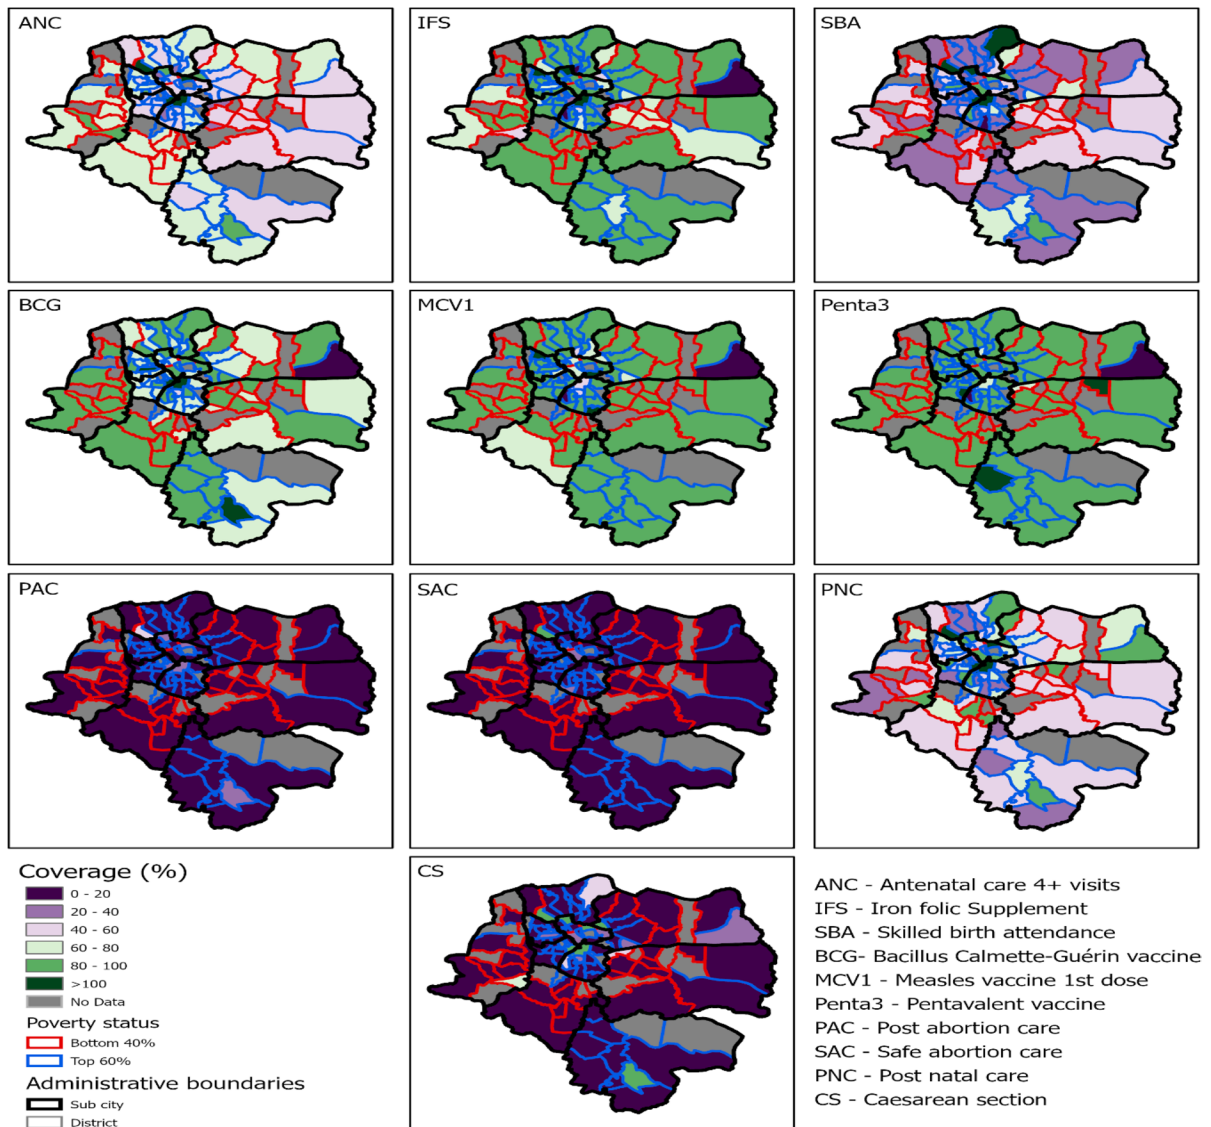 ANC
IFS
SBA
BCG
MCV1
Penta3
PAC
SAC
PNC
CS
Coverage (%)
0 - 20
20 - 40
40 - 60
60 - 80
80 - 100
>100
No Data
Poverty status
Bottom 40%
Top 60%
Administrative boundaries
Sub city
District
ANC - Antenatal care 4+ visits
IFS - Iron folic Supplement
SBA - Skilled birth attendance
BCG- Bacillus Calmette-Guérin vaccine
MCV1 - Measles vaccine 1st dose
Penta3 - Pentavalent vaccine
PAC - Post abortion care
SAC - Safe abortion care
PNC - Post natal care
CS - Caesarean section